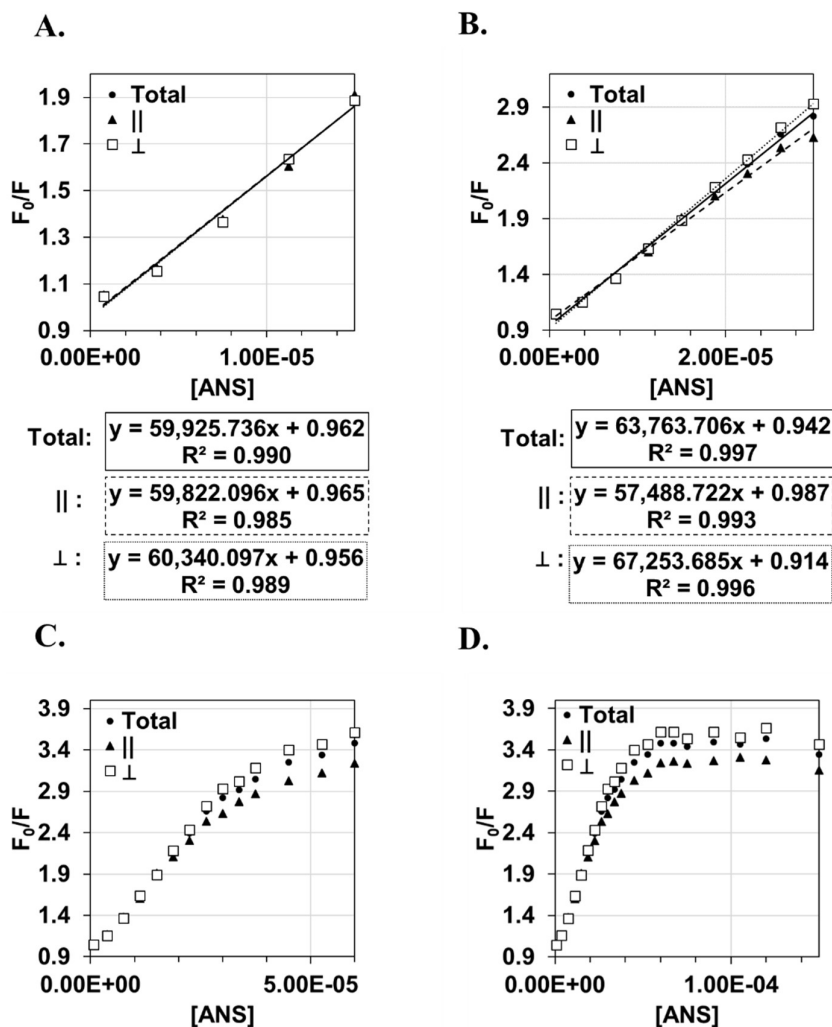 A.
1.9
1.7
1.5
1.3
1.1
0.9
F₀/F
Total
||
⊥
0.00E+00 1.00E-05
[ANS]
Total: y = 59,925.736x + 0.962
R² = 0.990
|| : y = 59,822.096x + 0.965
R² = 0.985
⊥ : y = 60,340.097x + 0.956
R² = 0.989
B.
2.9
2.4
1.9
1.4
0.9
F₀/F
Total
||
⊥
0.00E+00 2.00E-05
[ANS]
Total: y = 63,763.706x + 0.942
R² = 0.997
|| : y = 57,488.722x + 0.987
R² = 0.993
⊥ : y = 67,253.685x + 0.914
R² = 0.996
C.
3.9
3.4
2.9
2.4
1.9
1.4
0.9
F₀/F
Total
||
⊥
0.00E+00 5.00E-05
[ANS]
D.
3.9
3.4
2.9
2.4
1.9
1.4
0.9
F₀/F
Total
||
⊥
0.00E+00 1.00E-04
[ANS]